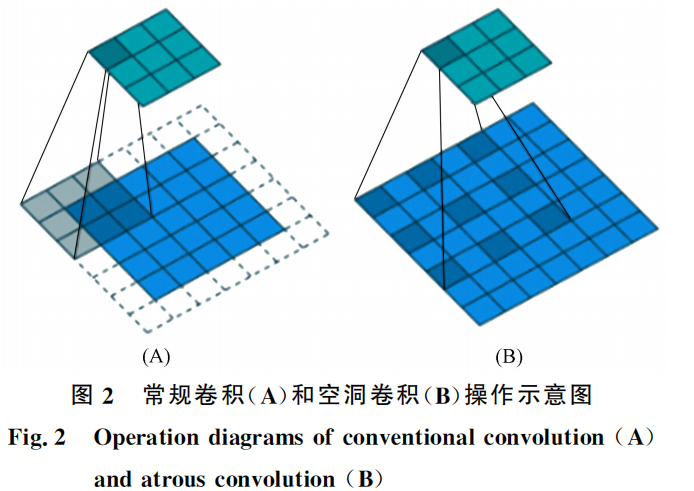 (A) (B)
图 2 常规卷积(A)和空洞卷积(B)操作示意图
Fig. 2 Operation diagrams of conventional convolution (A)
and atrous convolution (B)